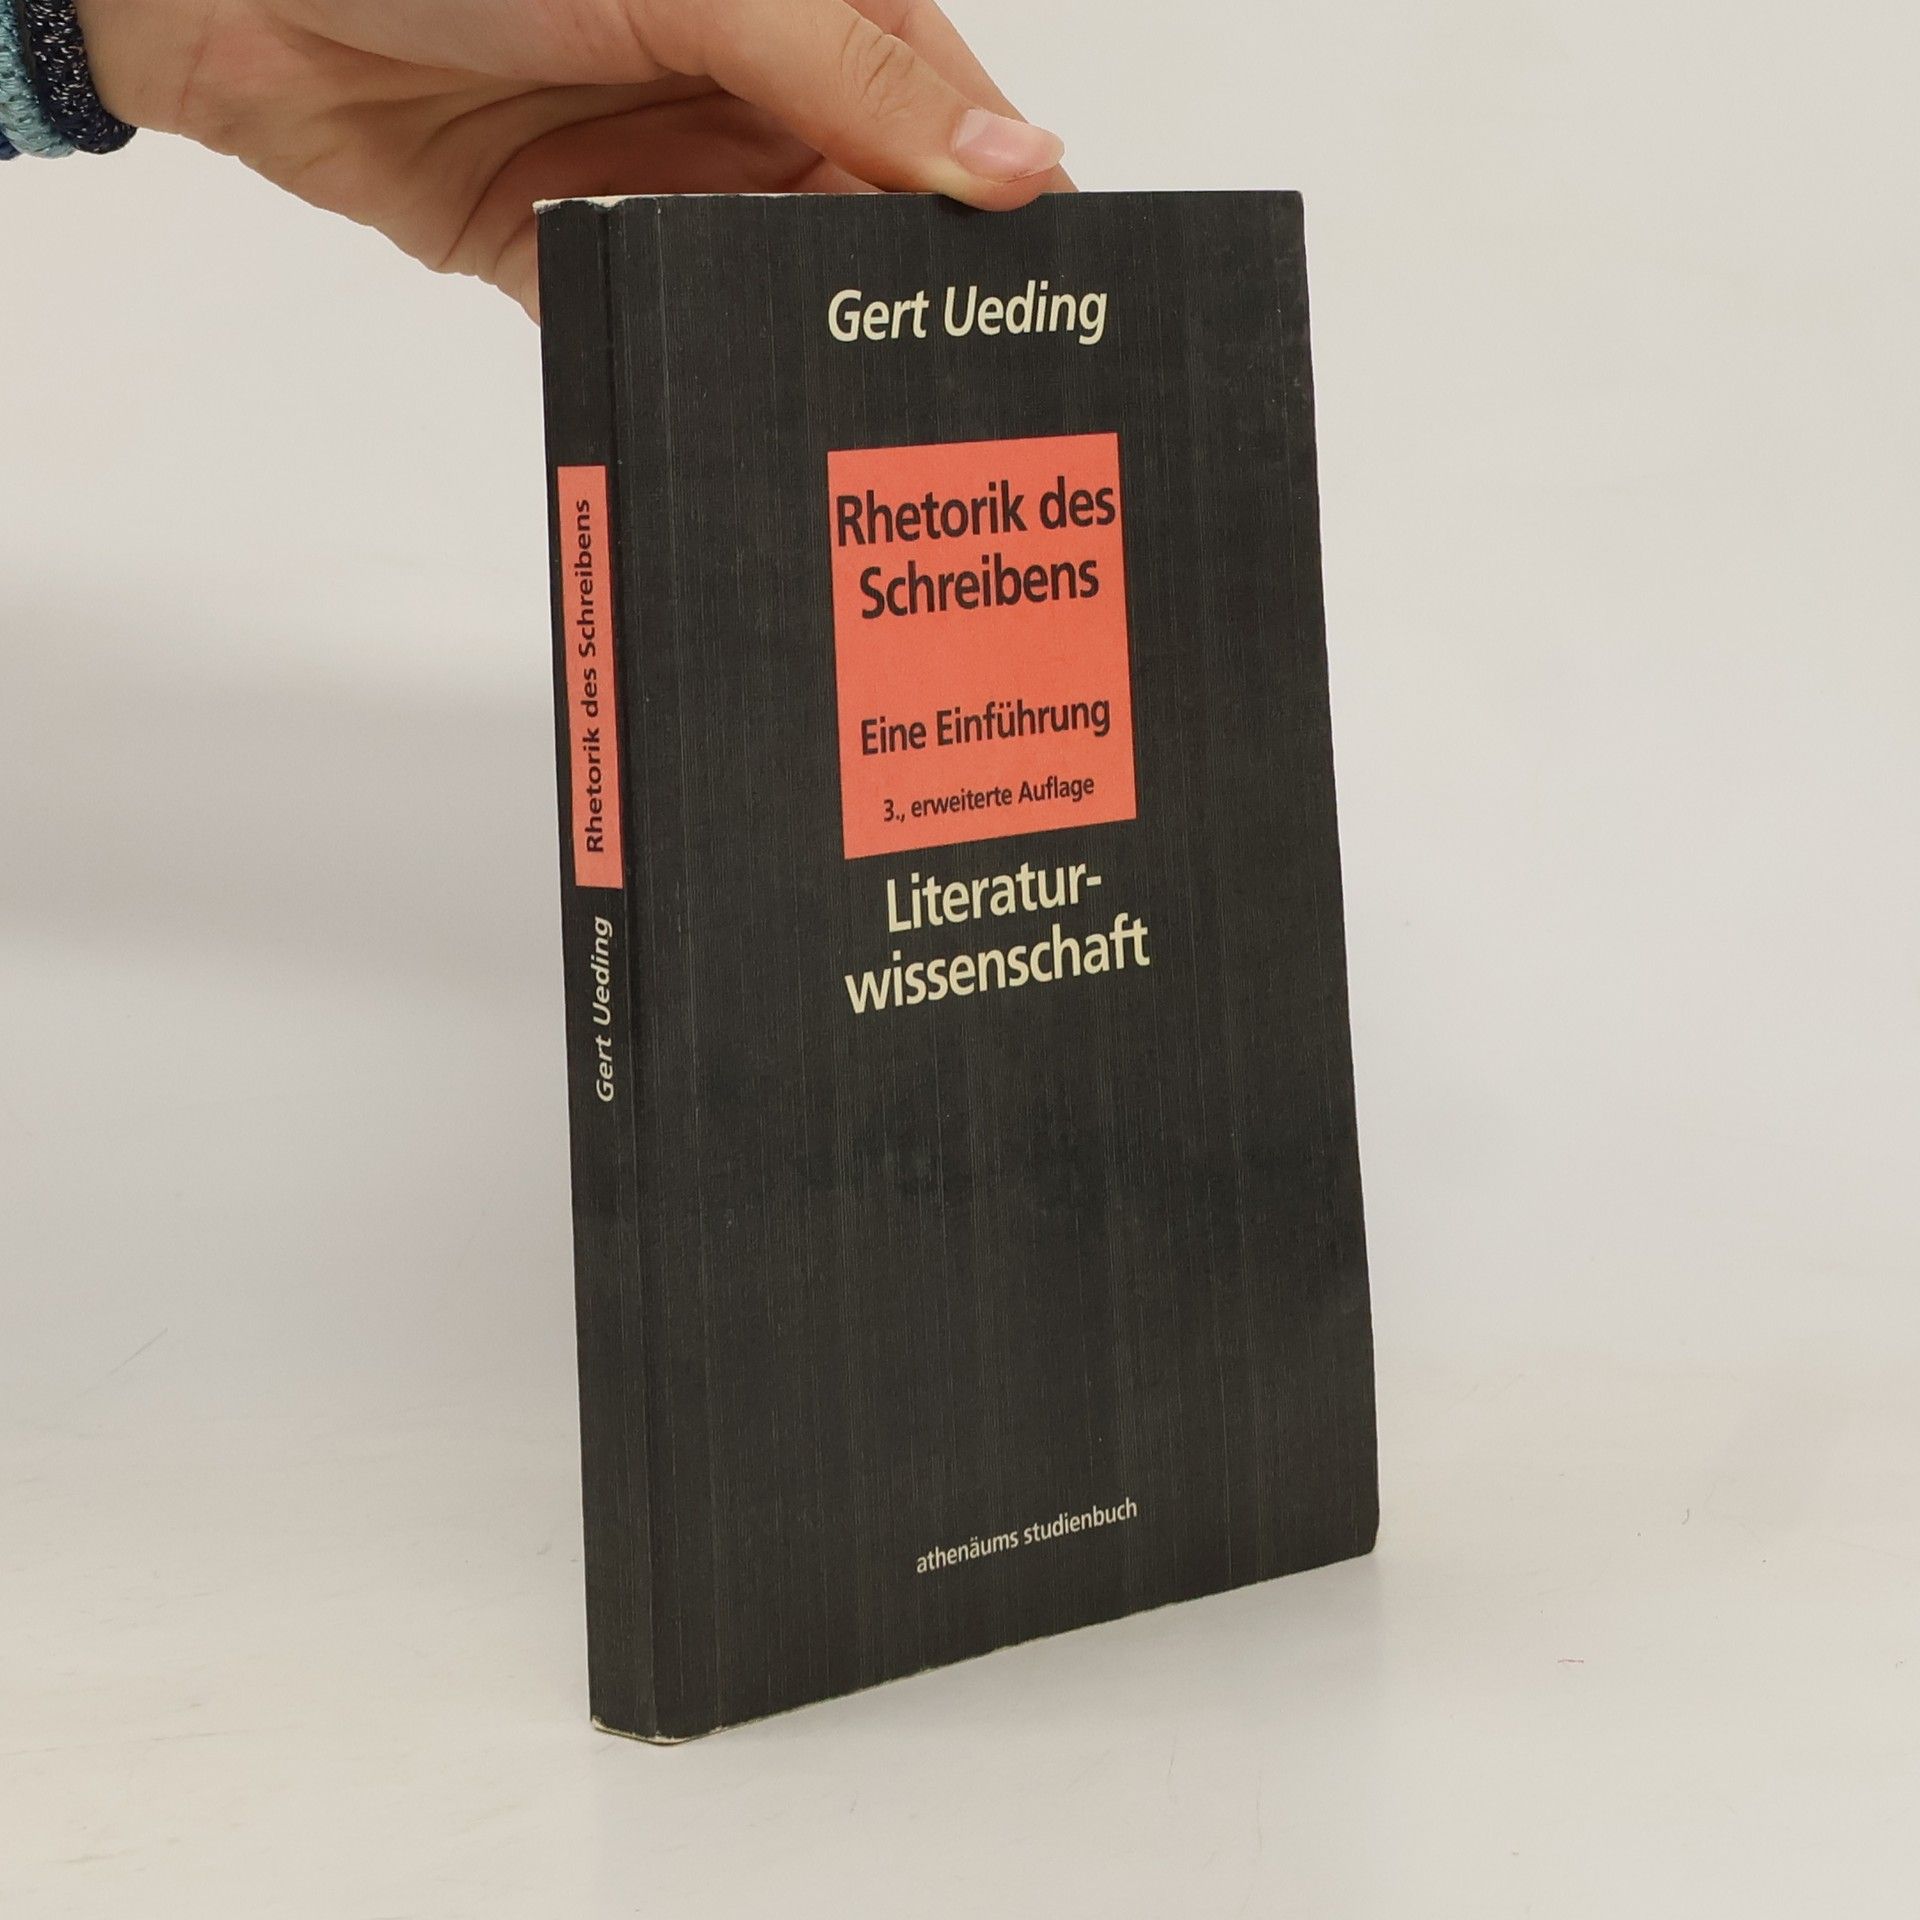 Gert Ueding
Rhetorik des
Schreibens
Eine Einführung
3., erweiterte Auflage
Literatur-
wissenschaft
athenäums studienbuch
Gert Ueding Rhetorik des Schreibens